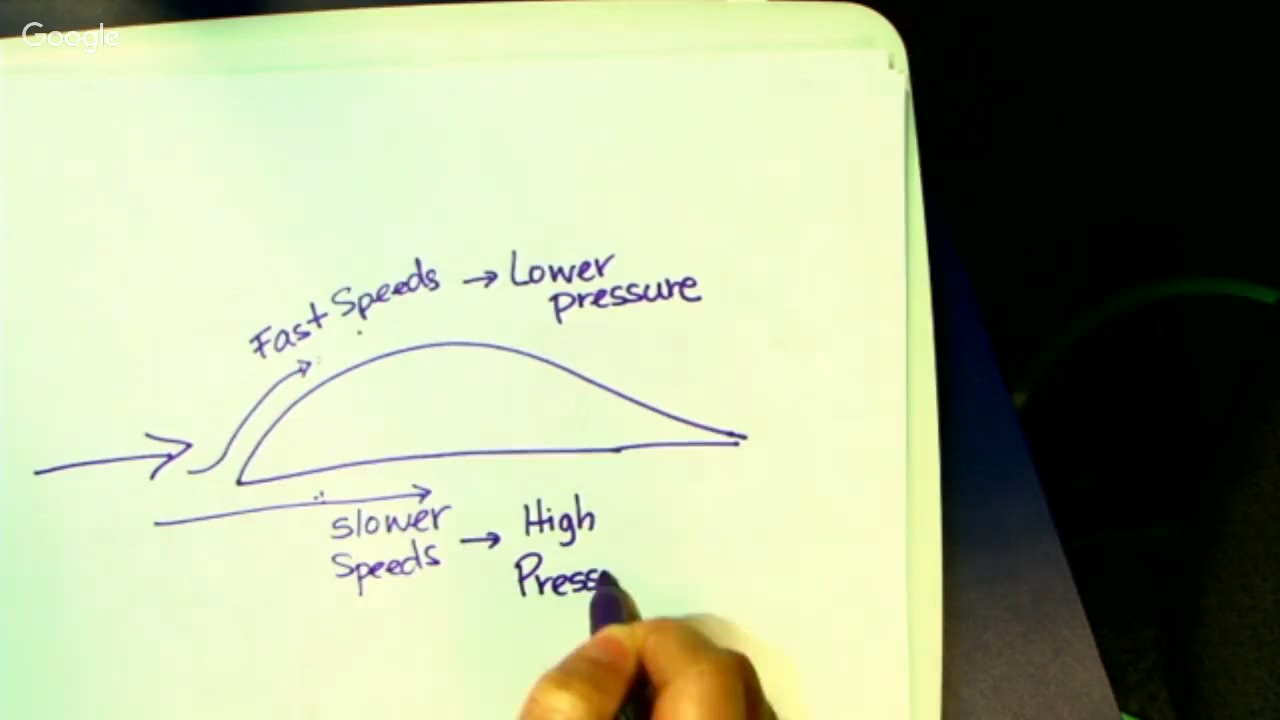 Google
Fast Speeds → Lower
pressure
slower
Speeds → High
Press